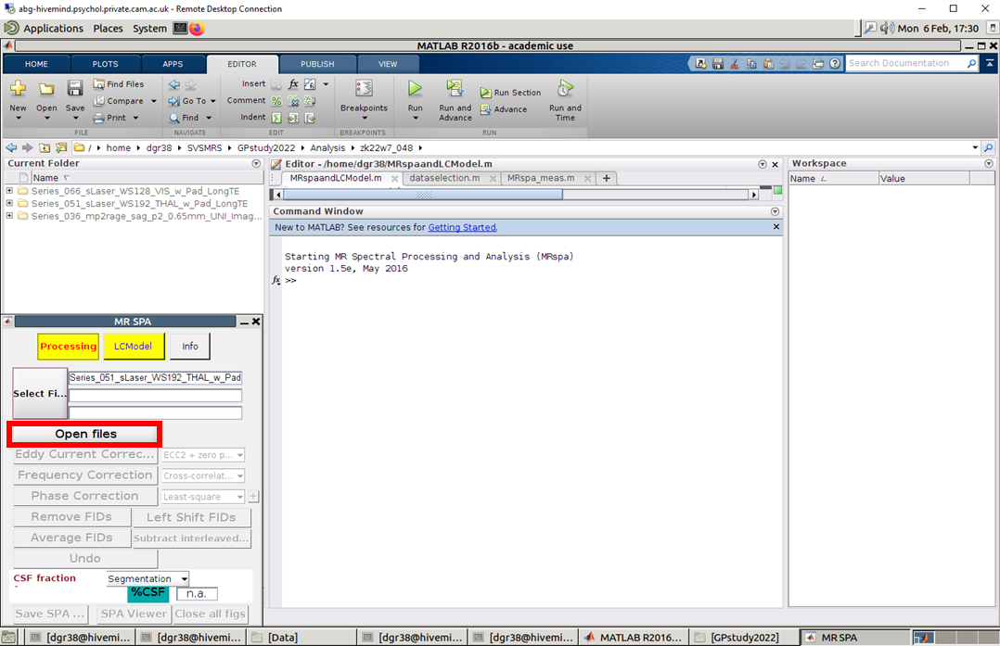 abg-hivemind.psychol.private.cam.ac.uk - Remote Desktop Connection
Applications Places System Mon 6 Feb, 17:30
MATLAB R2016b - academic use
HOME PLOTS APPS EDITOR PUBLISH VIEW
Search Documentation
Find Files Insert fx
Compare Go To Comment Run Section
New Open Save Print Find Indent Breakpoints Run Run and Advance Advance Run and Time
FILE NAVIGATE EDIT BREAKPOINTS RUN
/ home dgr38 SVSMRS GPstudy2022 Analysis zk22w7_048
Current Folder
Name
Series_066_sLaser_WS128_VIS_w_Pad_LongTE
Series_051_sLaser_WS192_THAL_w_Pad_LongTE
Series_036_mp2rage_sag_p2_0.65mm_UNI_Imag...
Editor - /home/dgr38/MRspaandLCModel.m
MRspaandLCModel.m dataselection.m MRspa_meas.m +
Command Window
New to MATLAB? See resources for Getting Started.
Starting MR Spectral Processing and Analysis (MRspa)
version 1.5e, May 2016
fx >>
Workspace
Name Value
MR SPA
Processing LCModel Info
Select Fi... Series_051_sLaser_WS192_THAL_w_Pad
Open files
Eddy Current Correc... ECC2 + zero p...
Frequency Correction Cross-correlat...
Phase Correction Least-square +
Remove FIDs Left Shift FIDs
Average FIDs Subtract interleaved...
Undo
CSF fraction Segmentation
%CSF n.a.
Save SPA ... SPA Viewer Close all figs
[dgr38@hivemi... [dgr38@hivemi... [Data] [dgr38@hivemi... [dgr38@hivemi... MATLAB R2016... [GPstudy2022] MR SPA